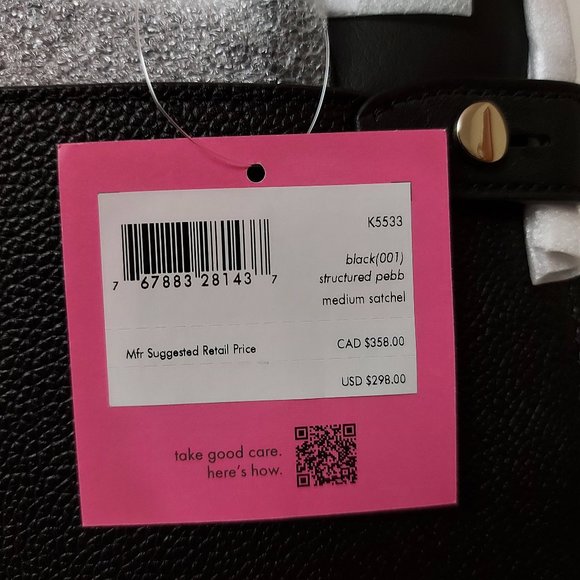 K5533
7 67883 28143 7
black(001)
structured pebb
medium satchel
Mfr Suggested Retail Price CAD $358.00
USD $298.00
take good care.
here's how.